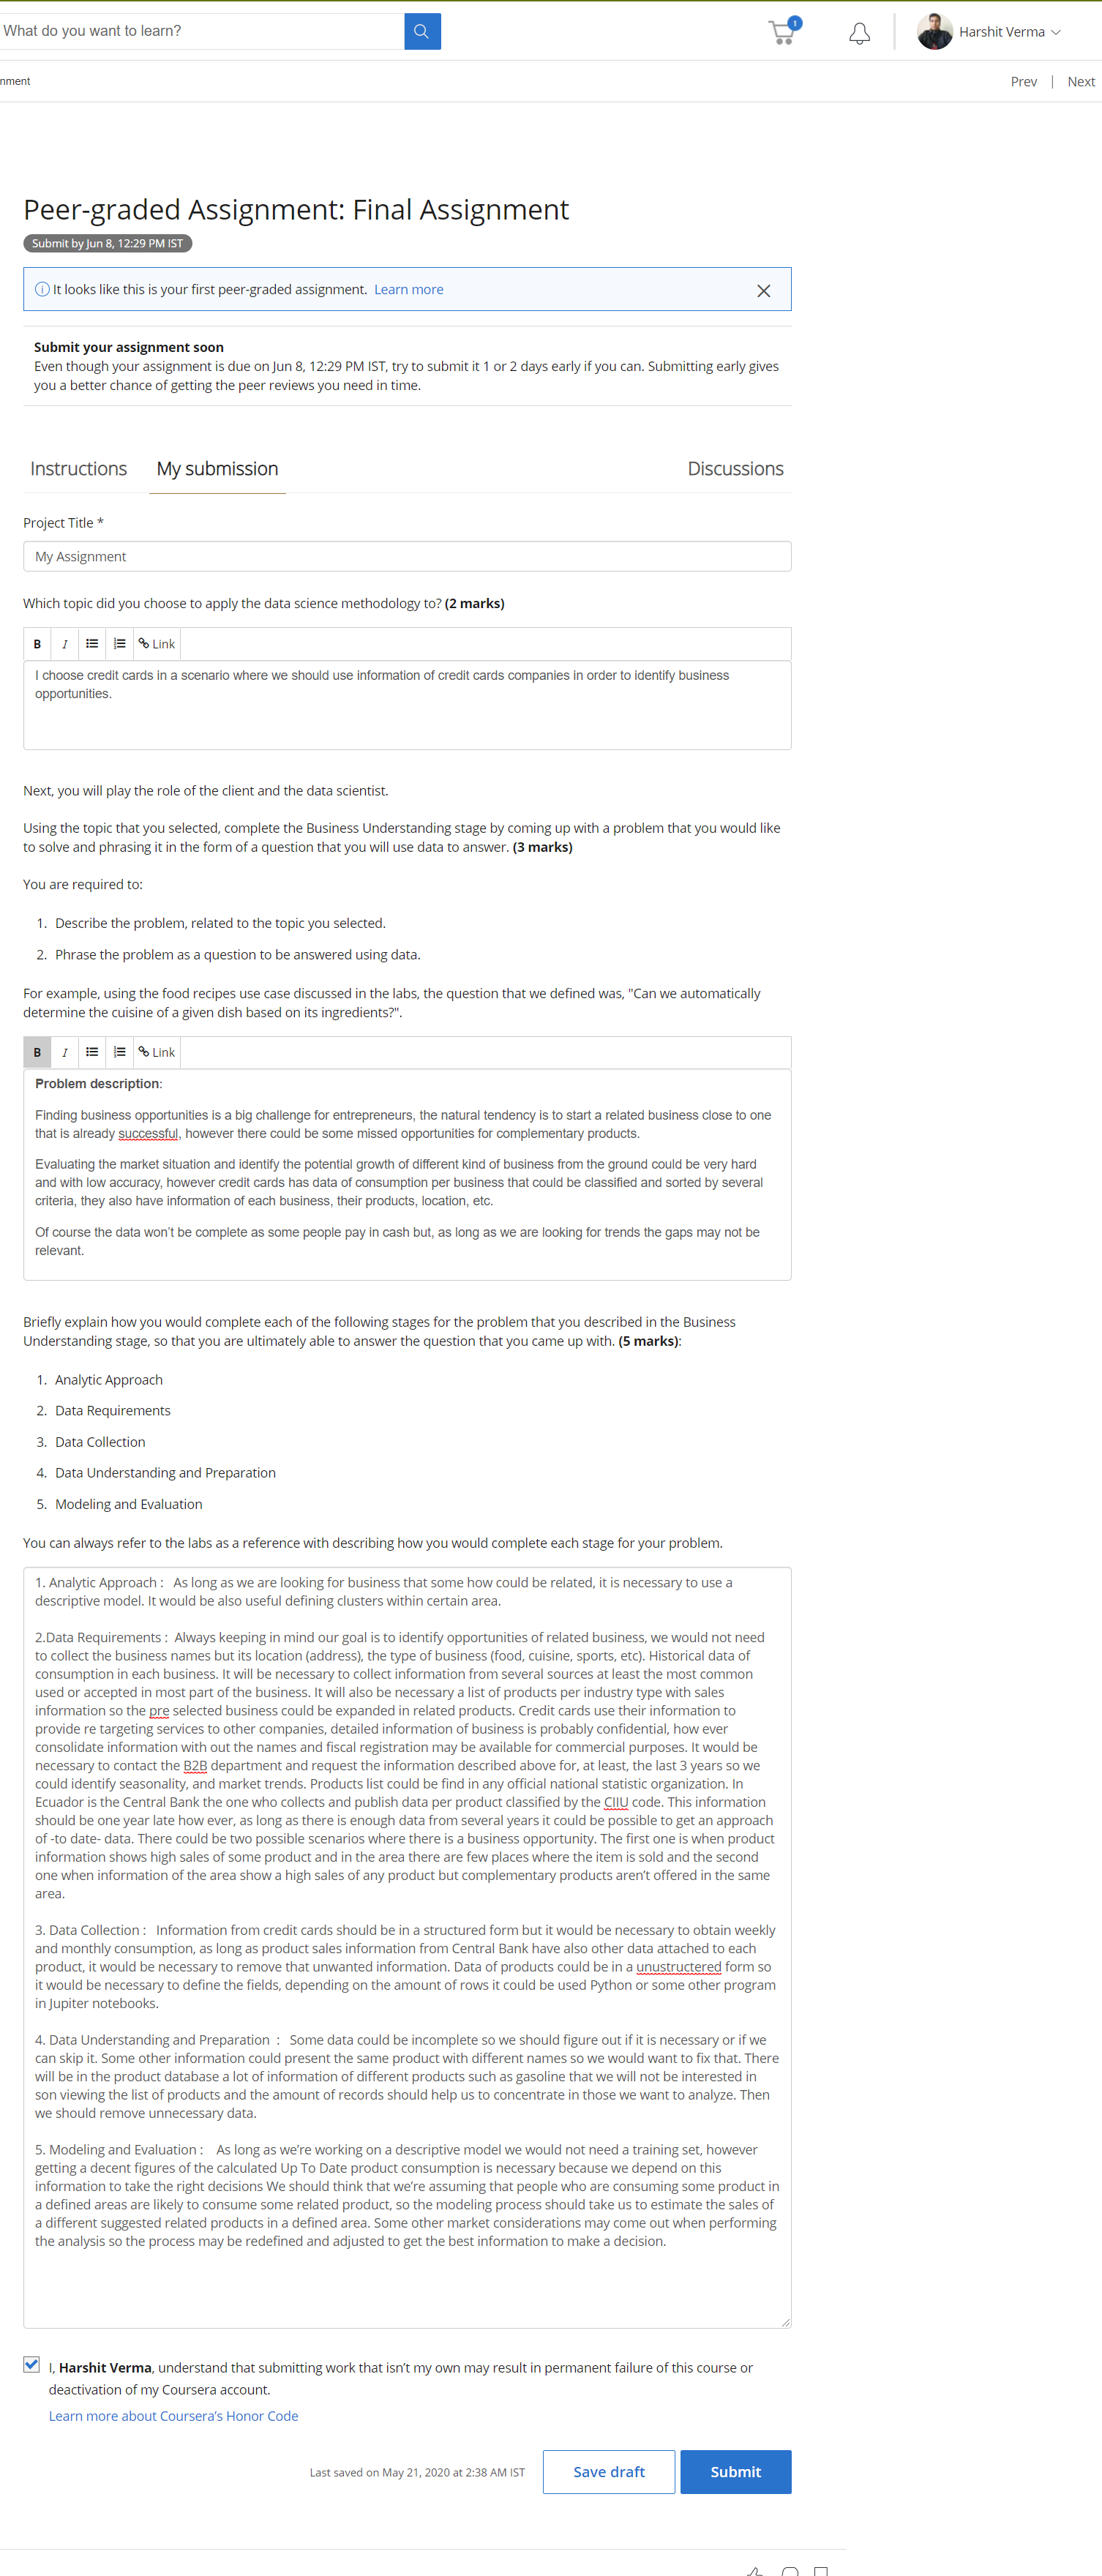 What do you want to learn?
1
Harshit Verma
nment
Prev | Next
Peer-graded Assignment: Final Assignment
Submit by Jun 8, 12:29 PM IST
It looks like this is your first peer-graded assignment. Learn more
Submit your assignment soon
Even though your assignment is due on Jun 8, 12:29 PM IST, try to submit it 1 or 2 days early if you can. Submitting early gives
you a better chance of getting the peer reviews you need in time.
Instructions
My submission
Discussions
Project Title *
My Assignment
Which topic did you choose to apply the data science methodology to? (2 marks)
B I Link
I choose credit cards in a scenario where we should use information of credit cards companies in order to identify business
opportunities.
Next, you will play the role of the client and the data scientist.
Using the topic that you selected, complete the Business Understanding stage by coming up with a problem that you would like
to solve and phrasing it in the form of a question that you will use data to answer. (3 marks)
You are required to:
1. Describe the problem, related to the topic you selected.
2. Phrase the problem as a question to be answered using data.
For example, using the food recipes use case discussed in the labs, the question that we defined was, "Can we automatically
determine the cuisine of a given dish based on its ingredients?".
B I Link
Problem description:
Finding business opportunities is a big challenge for entrepreneurs, the natural tendency is to start a related business close to one
that is already successful, however there could be some missed opportunities for complementary products.
Evaluating the market situation and identify the potential growth of different kind of business from the ground could be very hard
and with low accuracy, however credit cards has data of consumption per business that could be classified and sorted by several
criteria, they also have information of each business, their products, location, etc.
Of course the data won't be complete as some people pay in cash but, as long as we are looking for trends the gaps may not be
relevant.
Briefly explain how you would complete each of the following stages for the problem that you described in the Business
Understanding stage, so that you are ultimately able to answer the question that you came up with. (5 marks):
1. Analytic Approach
2. Data Requirements
3. Data Collection
4. Data Understanding and Preparation
5. Modeling and Evaluation
You can always refer to the labs as a reference with describing how you would complete each stage for your problem.
1. Analytic Approach : As long as we are looking for business that some how could be related, it is necessary to use a
descriptive model. It would be also useful defining clusters within certain area.
2.Data Requirements : Always keeping in mind our goal is to identify opportunities of related business, we would not need
to collect the business names but its location (address), the type of business (food, cuisine, sports, etc). Historical data of
consumption in each business. It will be necessary to collect information from several sources at least the most common
used or accepted in most part of the business. It will also be necessary a list of products per industry type with sales
information so the pre selected business could be expanded in related products. Credit cards use their information to
provide re targeting services to other companies, detailed information of business is probably confidential, how ever
consolidate information with out the names and fiscal registration may be available for commercial purposes. It would be
necessary to contact the B2B department and request the information described above for, at least, the last 3 years so we
could identify seasonality, and market trends. Products list could be find in any official national statistic organization. In
Ecuador is the Central Bank the one who collects and publish data per product classified by the CIIU code. This information
should be one year late how ever, as long as there is enough data from several years it could be possible to get an approach
of -to date- data. There could be two possible scenarios where there is a business opportunity. The first one is when product
information shows high sales of some product and in the area there are few places where the item is sold and the second
one when information of the area show a high sales of any product but complementary products aren't offered in the same
area.
3. Data Collection : Information from credit cards should be in a structured form but it would be necessary to obtain weekly
and monthly consumption, as long as product sales information from Central Bank have also other data attached to each
product, it would be necessary to remove that unwanted information. Data of products could be in a unustructered form so
it would be necessary to define the fields, depending on the amount of rows it could be used Python or some other program
in Jupiter notebooks.
4. Data Understanding and Preparation : Some data could be incomplete so we should figure out if it is necessary or if we
can skip it. Some other information could present the same product with different names so we would want to fix that. There
will be in the product database a lot of information of different products such as gasoline that we will not be interested in
son viewing the list of products and the amount of records should help us to concentrate in those we want to analyze. Then
we should remove unnecessary data.
5. Modeling and Evaluation : As long as we're working on a descriptive model we would not need a training set, however
getting a decent figures of the calculated Up To Date product consumption is necessary because we depend on this
information to take the right decisions We should think that we're assuming that people who are consuming some product in
a defined areas are likely to consume some related product, so the modeling process should take us to estimate the sales of
a different suggested related products in a defined area. Some other market considerations may come out when performing
the analysis so the process may be redefined and adjusted to get the best information to make a decision.
I, Harshit Verma, understand that submitting work that isn't my own may result in permanent failure of this course or
deactivation of my Coursera account.
Learn more about Coursera's Honor Code
Last saved on May 21, 2020 at 2:38 AM IST
Save draft
Submit